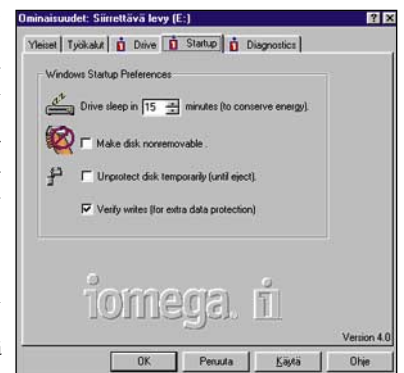 Ominaisuudet: Siirrettävä levy (E:)
Yleiset Työkalut Drive Startup Diagnostics
Windows Startup Preferences
Drive sleep in 15 minutes (to conserve energy).
Make disk nonremovable .
Unprotect disk temporarily (until eject).
Verify writes (for extra data protection)
iomega
Version 4.0
OK Peruuta Käytä Ohje